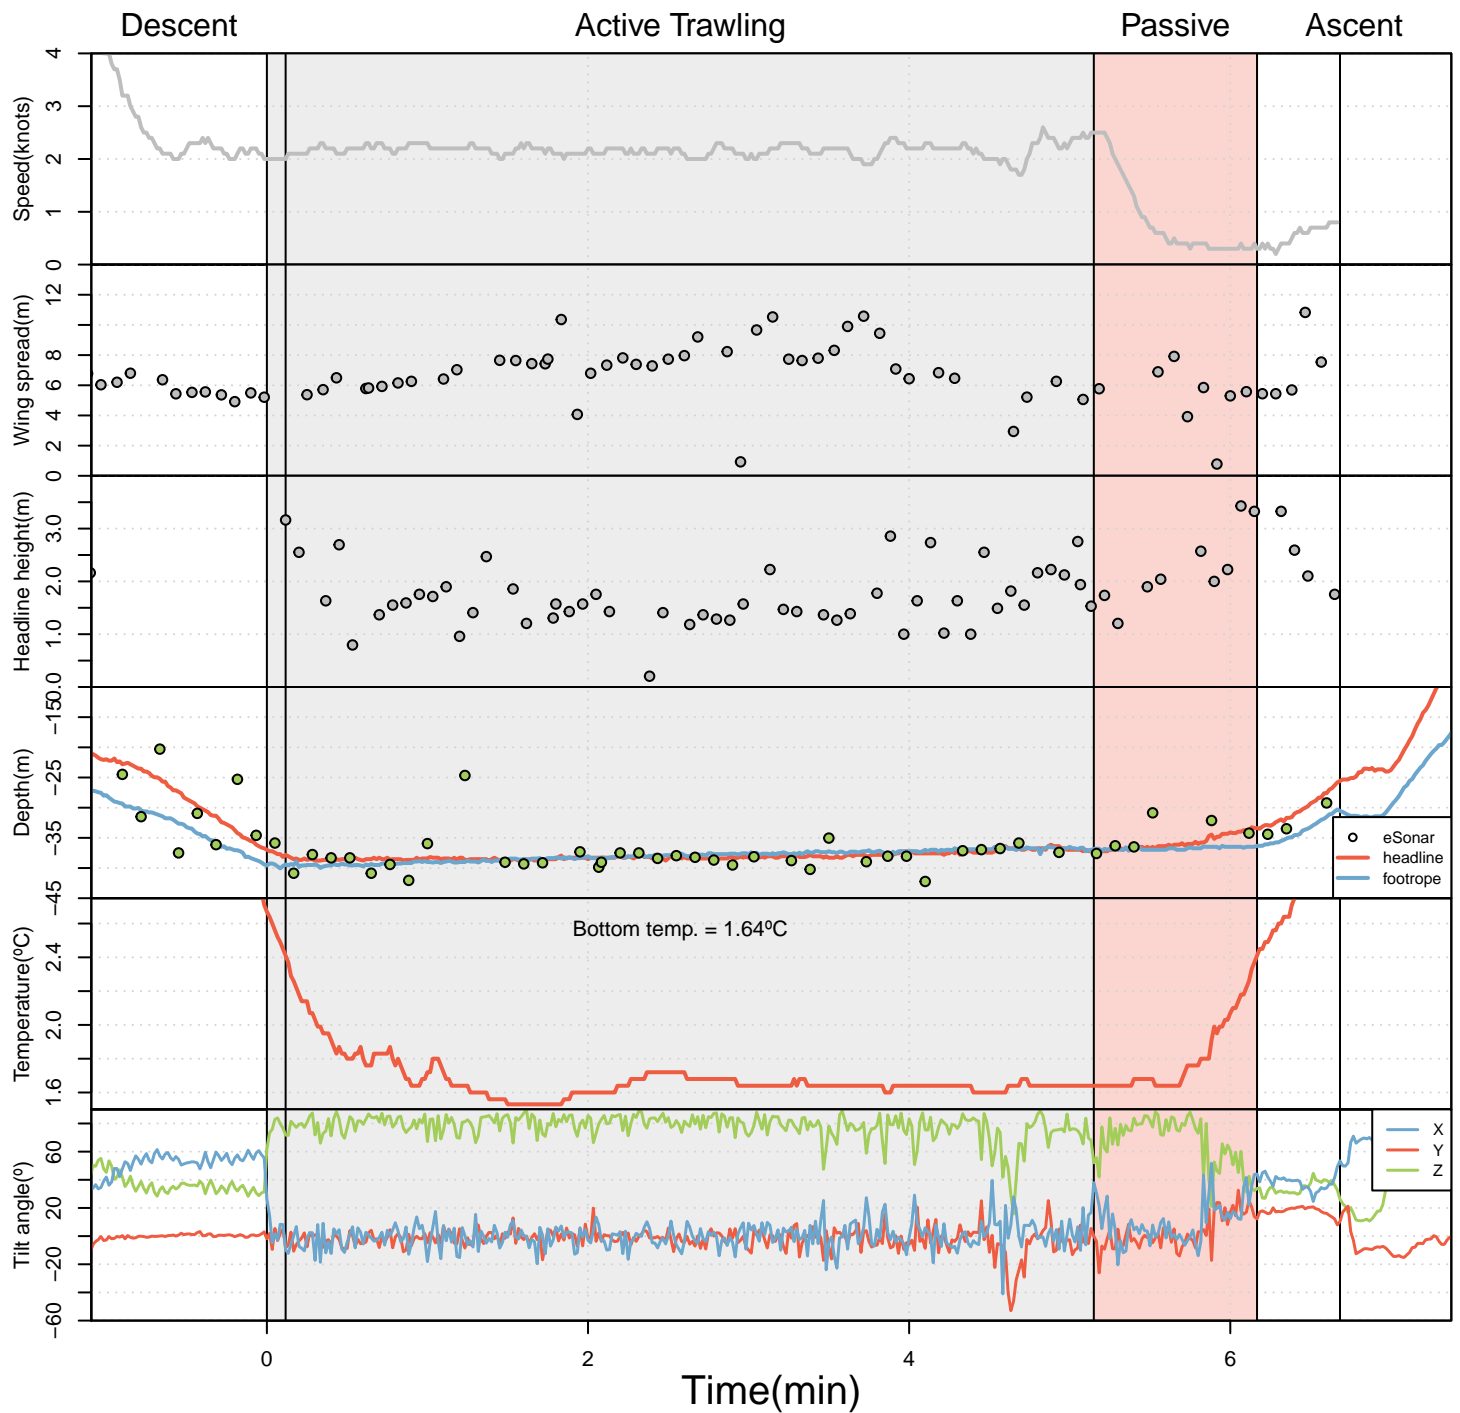 Descent Active Trawling Passive Ascent
Speed(knots)
4
3
2
1
0
Wing spread(m)
12
8
6
4
2
0
Headline height(m)
3.0
2.0
1.0
0.0
Depth(m)
−15
−25
−35
−45
eSonar
headline
footrope
Temperature(ºC)
2.4
2.0
1.6
Bottom temp. = 1.64ºC
Tilt angle(º)
60
20
−20
−60
X
Y
Z
0 2 4 6
Time(min)